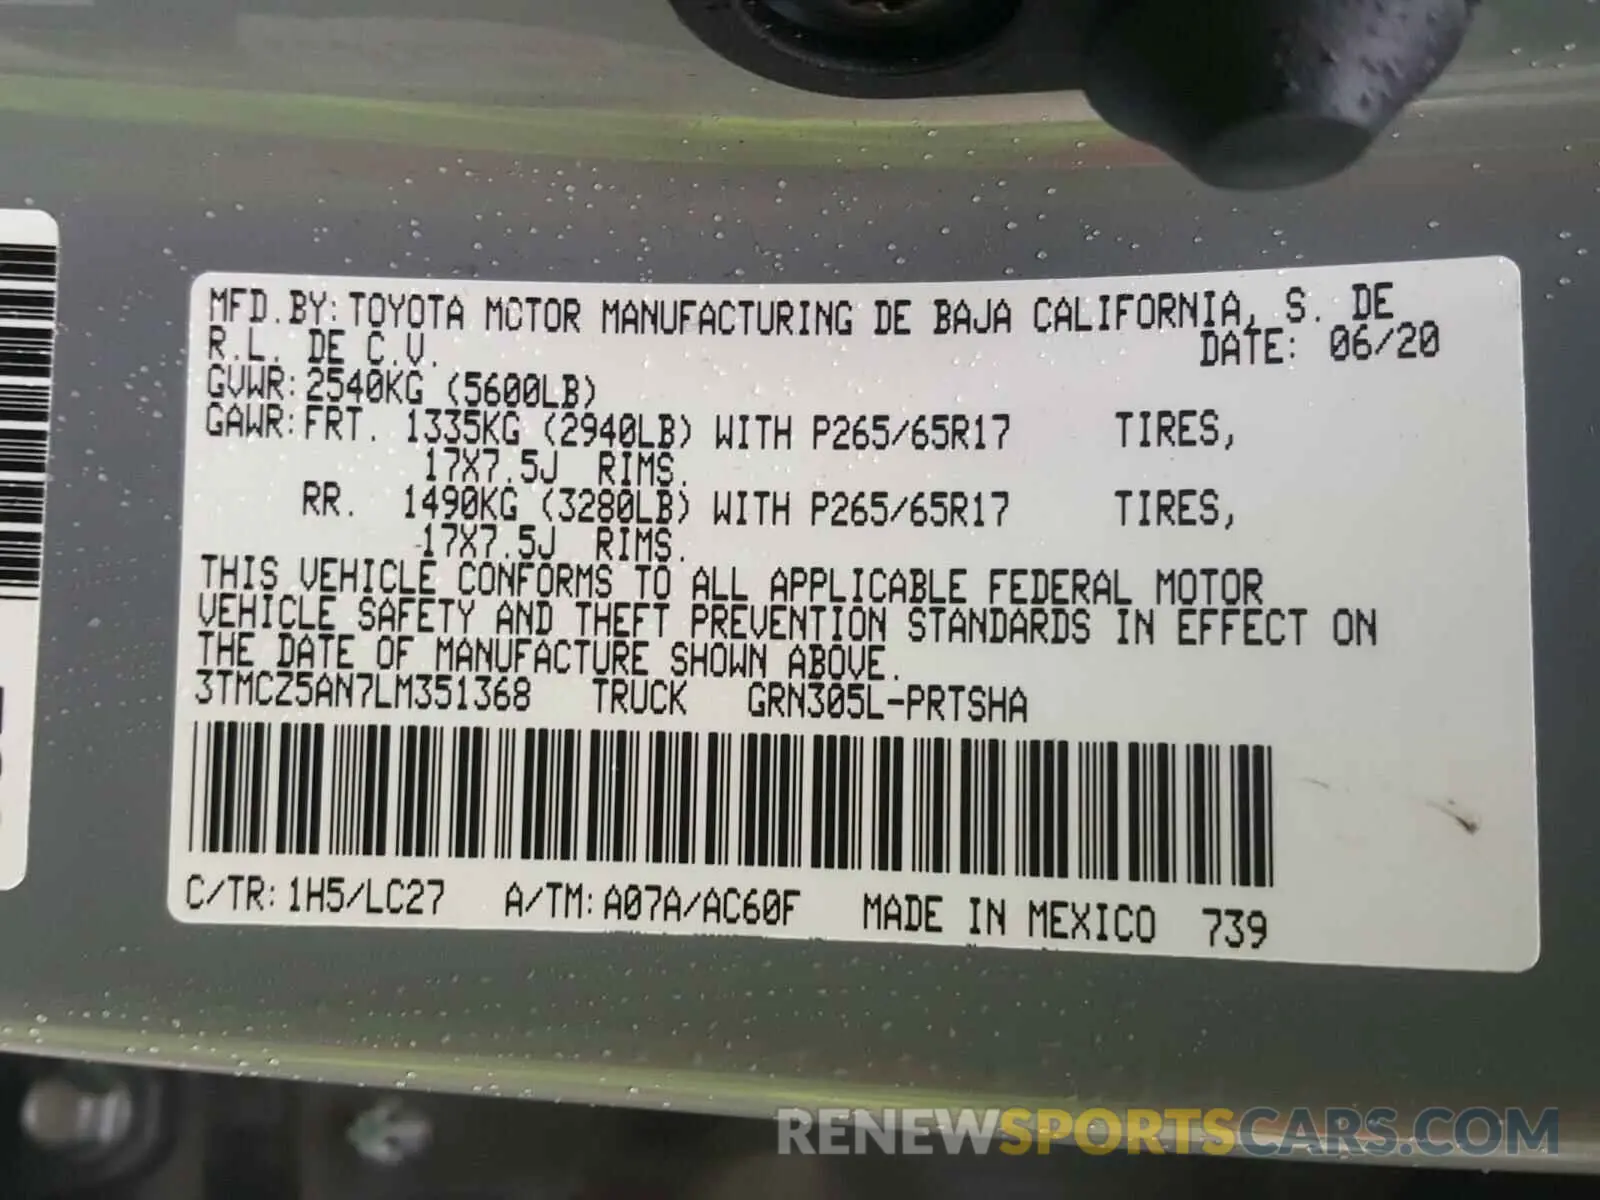 MFD.BY: TOYOTA MOTOR MANUFACTURING DE BAJA CALIFORNIA, S. DE
R.L. DE C.V. DATE: 06/20
GVWR: 2540KG (5600LB)
GAWR: FRT. 1335KG (2940LB) WITH P265/65R17 TIRES,
17X7.5J RIMS.
RR. 1490KG (3280LB) WITH P265/65R17 TIRES,
17X7.5J RIMS.
THIS VEHICLE CONFORMS TO ALL APPLICABLE FEDERAL MOTOR
VEHICLE SAFETY AND THEFT PREVENTION STANDARDS IN EFFECT ON
THE DATE OF MANUFACTURE SHOWN ABOVE.
3TMCZ5AN7LM351368 TRUCK GRN305L-PRTSHA
C/TR: 1H5/LC27 A/TM: A07A/AC60F MADE IN MEXICO 739
RENEWSPORTSCARS.COM